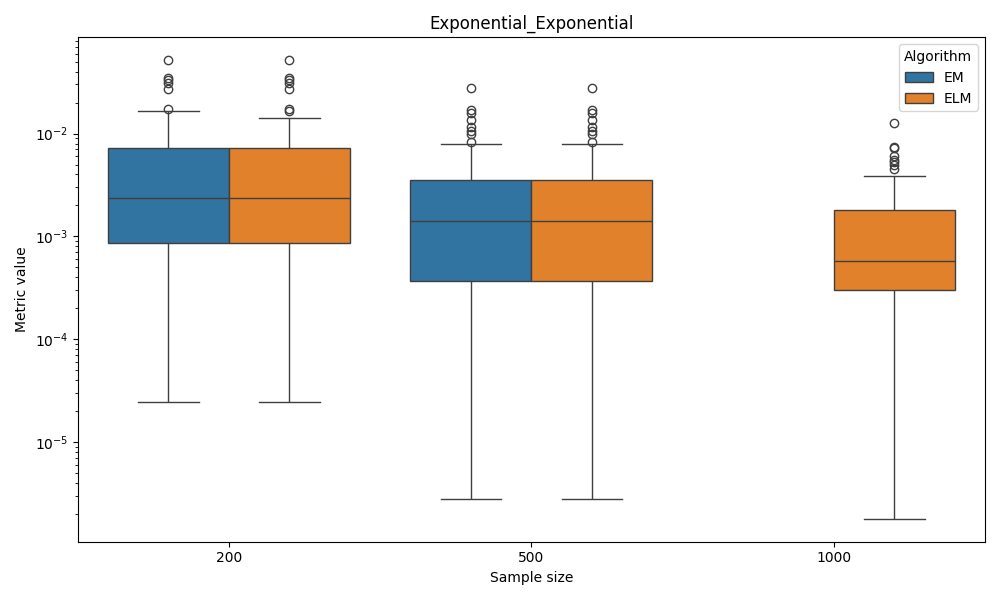 Exponential_Exponential
Algorithm
EM
ELM
Metric value
10⁻²
10⁻³
10⁻⁴
10⁻⁵
200
500
1000
Sample size